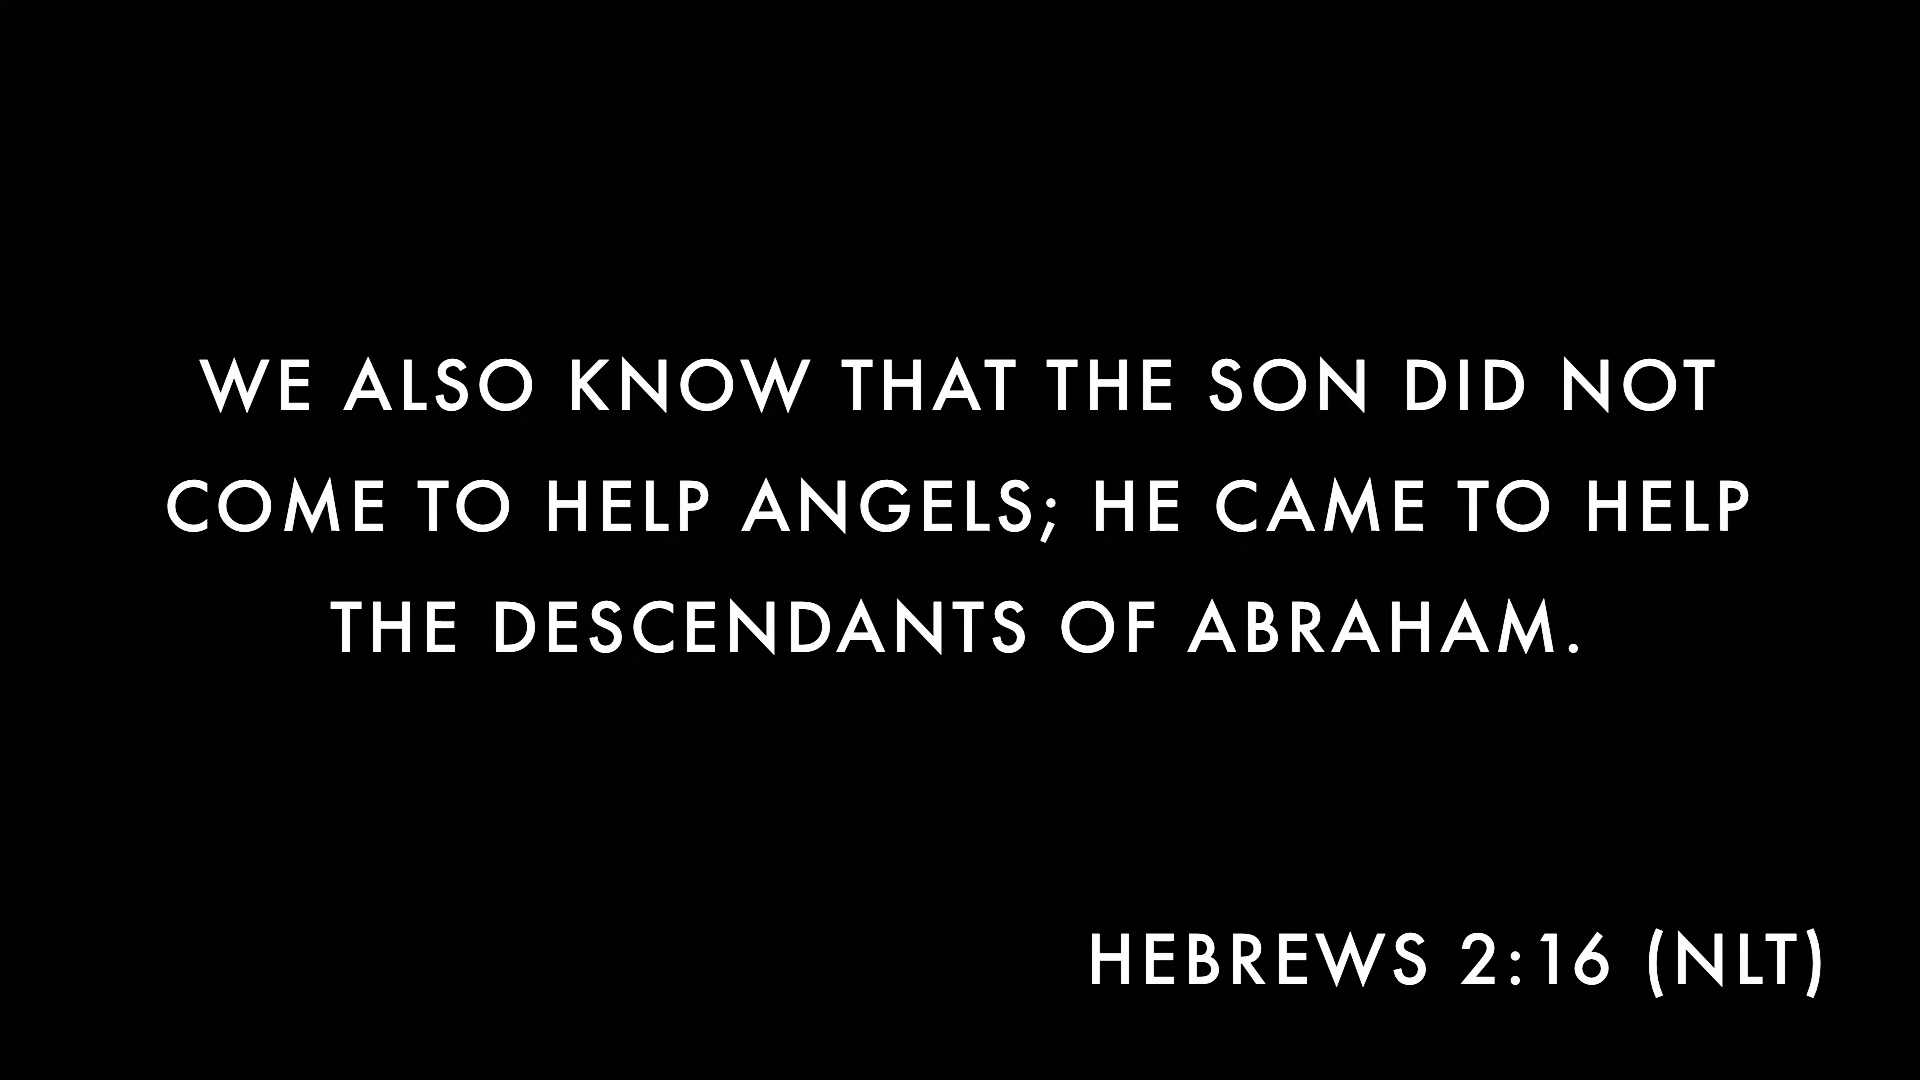 WE ALSO KNOW THAT THE SON DID NOT
COME TO HELP ANGELS; HE CAME TO HELP
THE DESCENDANTS OF ABRAHAM.
HEBREWS 2:16 (NLT)